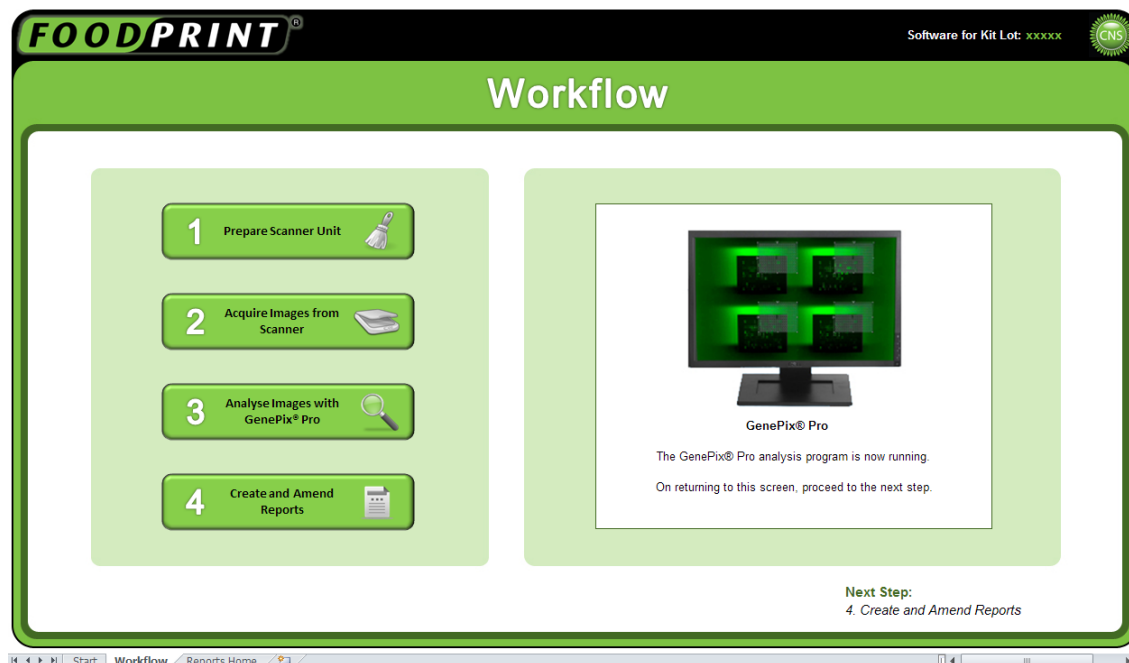 FOODPRINT®
Software for Kit Lot: xxxxx
CNS
Workflow
1 Prepare Scanner Unit
2 Acquire Images from
Scanner
3 Analyse Images with
GenePix® Pro
4 Create and Amend
Reports
GenePix® Pro
The GenePix® Pro analysis program is now running.
On returning to this screen, proceed to the next step.
Next Step:
4. Create and Amend Reports
Start Workflow Reports Home